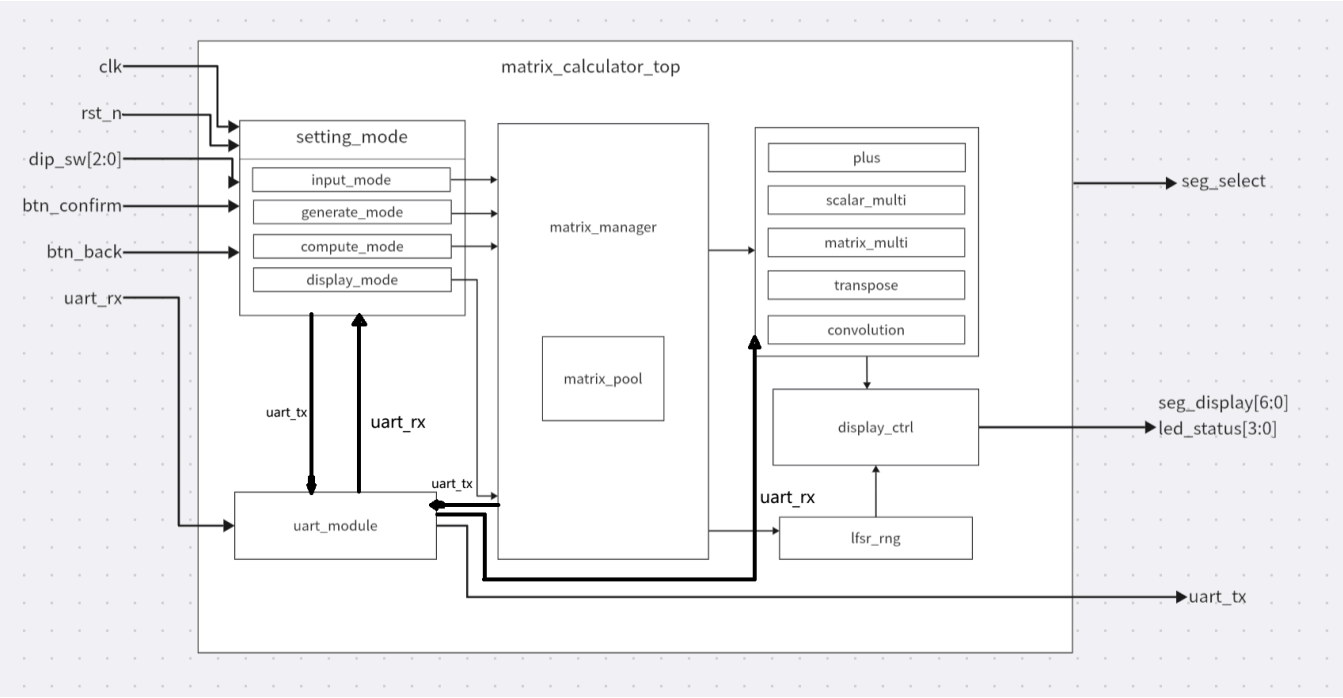 matrix_calculator_top
clk
rst_n
dip_sw[2:0]
btn_confirm
btn_back
uart_rx
setting_mode
input_mode
generate_mode
compute_mode
display_mode
matrix_manager
matrix_pool
plus
scalar_multi
matrix_multi
transpose
convolution
seg_select
display_ctrl
seg_display[6:0]
led_status[3:0]
uart_tx
uart_rx
uart_tx
uart_rx
uart_module
lfsr_rng
uart_tx